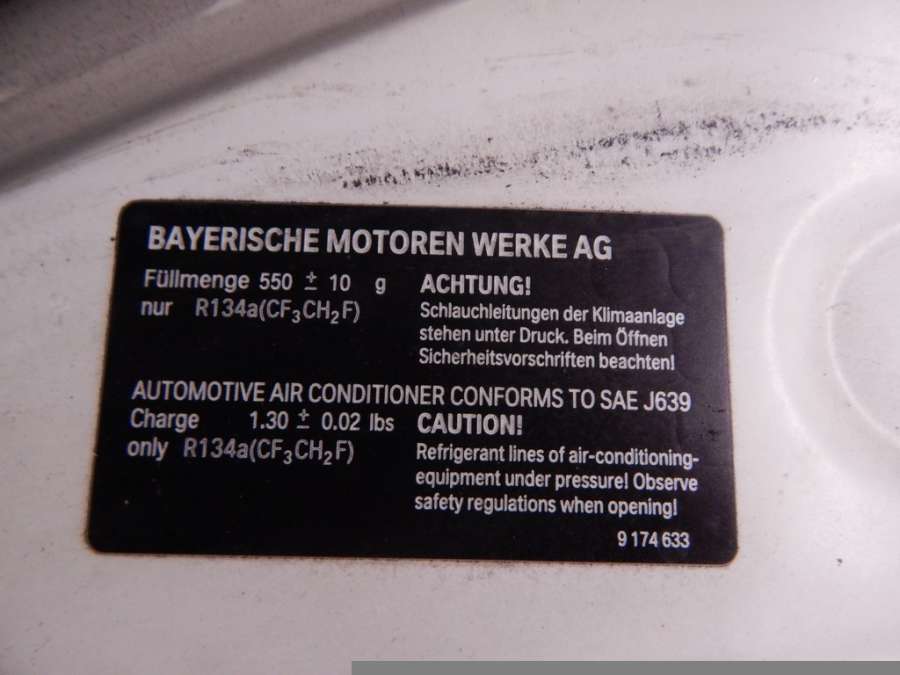 BAYERISCHE MOTOREN WERKE AG
Füllmenge 550 ± 10 g
nur R134a(CF₃CH₂F)
ACHTUNG!
Schlauchleitungen der Klimaanlage
stehen unter Druck. Beim Öffnen
Sicherheitsvorschriften beachten!
AUTOMOTIVE AIR CONDITIONER CONFORMS TO SAE J639
Charge 1.30 ± 0.02 lbs
only R134a(CF₃CH₂F)
CAUTION!
Refrigerant lines of air-conditioning-
equipment under pressure! Observe
safety regulations when opening!
9 174 633